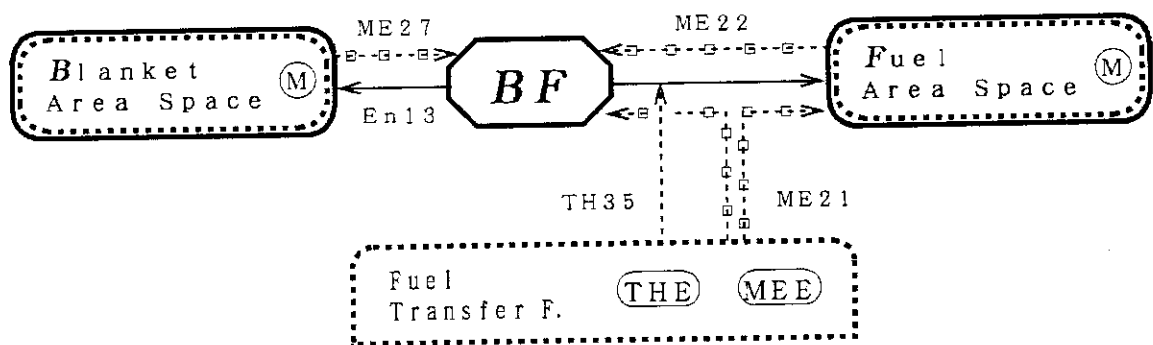 ME27
ME22
Blanket
Area Space
M
BF
Fuel
Area Space
M
En13
TH35
ME21
Fuel
Transfer F.
THE
MEE